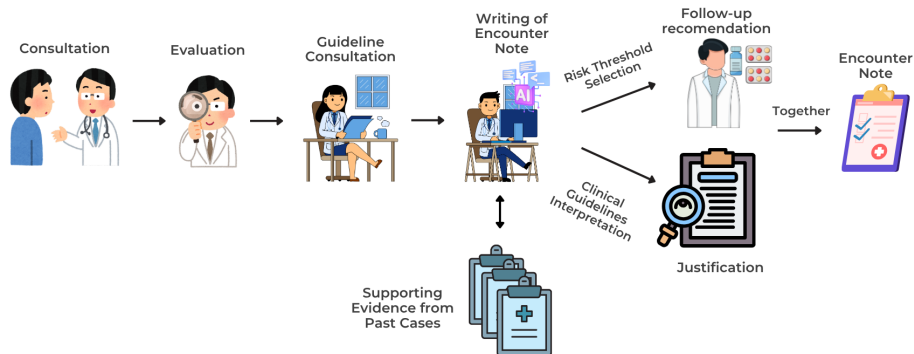 Consultation
Evaluation
Guideline
Consultation
Writing of
Encounter
Note
AI
Risk Threshold
Selection
Follow-up
recomendation
Clinical
Guidelines
Interpretation
Justification
Together
Encounter
Note
Supporting
Evidence from
Past Cases